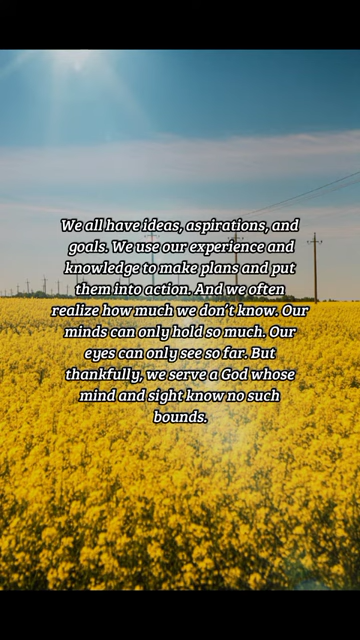 We all have ideas, aspirations, and
goals. We use our experience and
knowledge to make plans and put
them into action. And we often
realize how much we don't know. Our
minds can only hold so much. Our
eyes can only see so far. But
thankfully, we serve a God whose
mind and sight know no such
bounds.